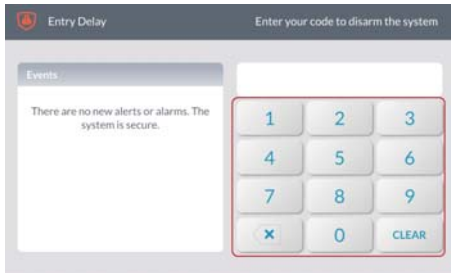 Entry Delay
Enter your code to disarm the system
Events
There are no new alerts or alarms. The
system is secure.
1 2 3
4 5 6
7 8 9
0 CLEAR